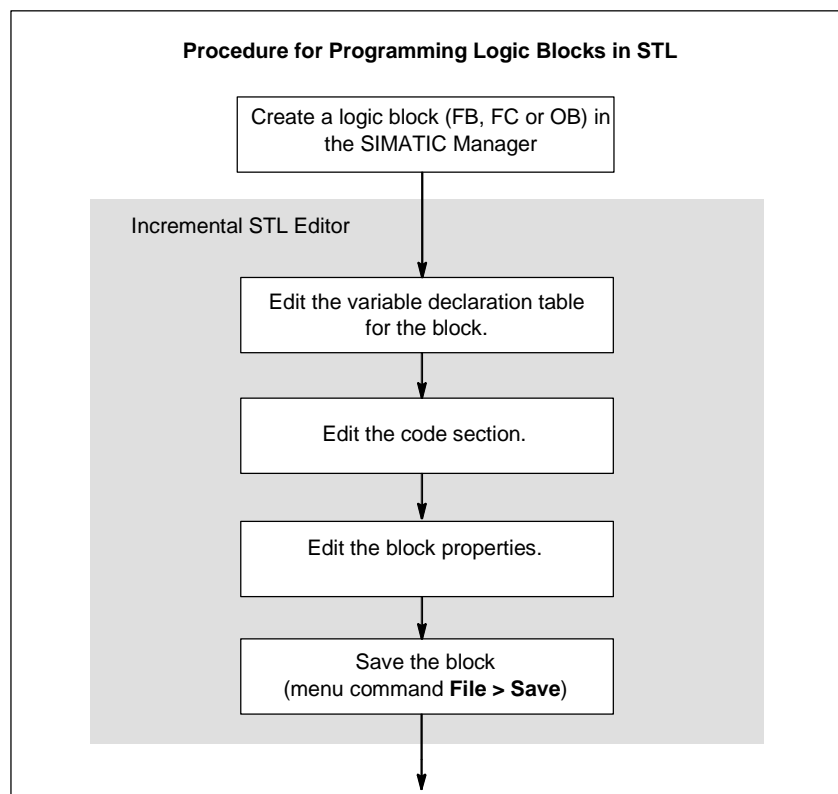 Procedure for Programming Logic Blocks in STL
Create a logic block (FB, FC or OB) in
the SIMATIC Manager
Incremental STL Editor
Edit the variable declaration table
for the block.
Edit the code section.
Edit the block properties.
Save the block
(menu command File > Save)